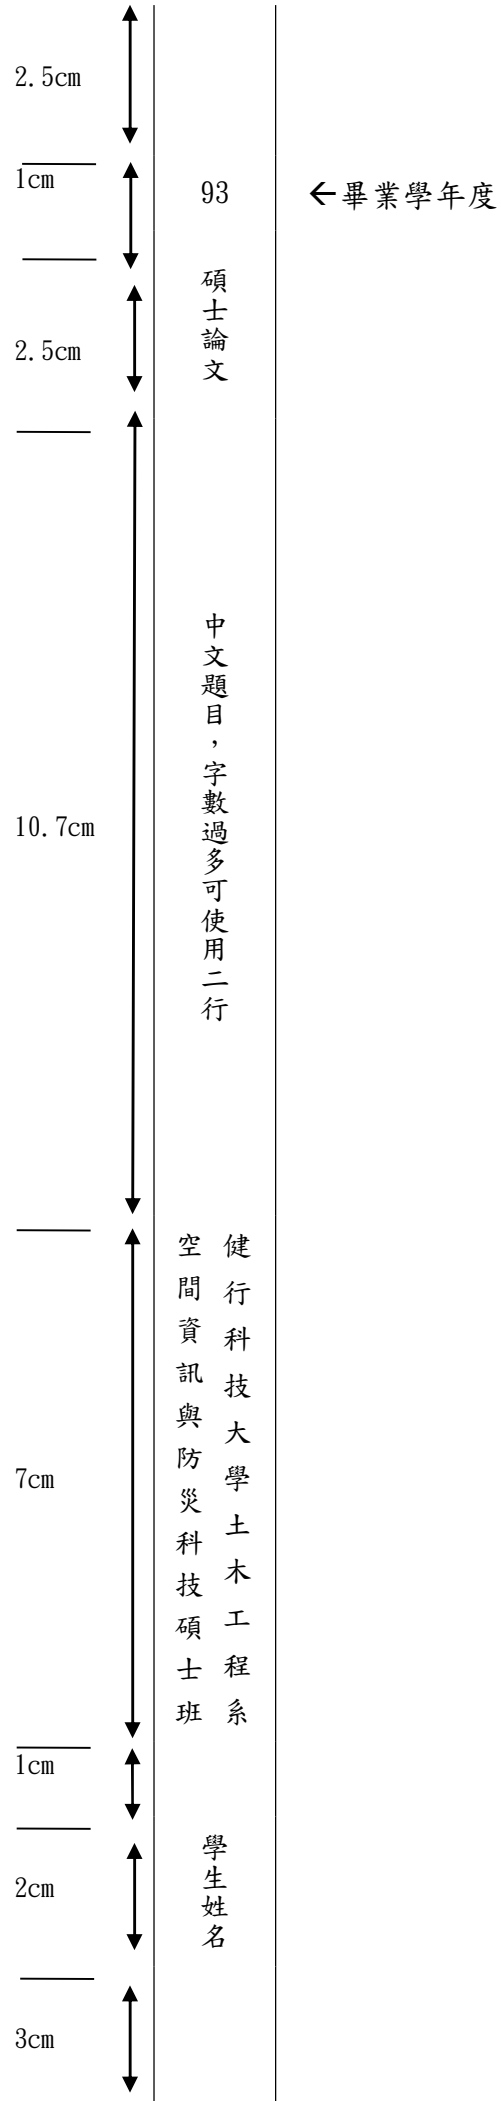 2.5cm
1cm
93
←畢業學年度
碩士論文
2.5cm
中文題目，字數過多可使用二行
10.7cm
健行科技大學土木工程系
空間資訊與防災科技碩士班
7cm
1cm
學生姓名
2cm
3cm